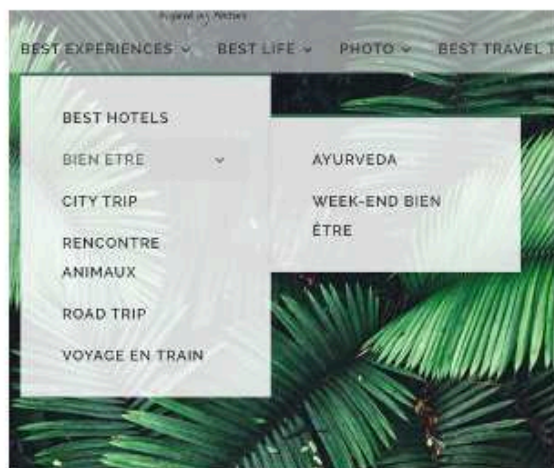 BEST EXPERIENCES BEST LIFE PHOTO BEST TRAVEL
BEST HOTELS
BIEN ETRE
CITY TRIP
RENCONTRE
ANIMAUX
ROAD TRIP
VOYAGE EN TRAIN
AYURVEDA
WEEK-END BIEN
ÊTRE